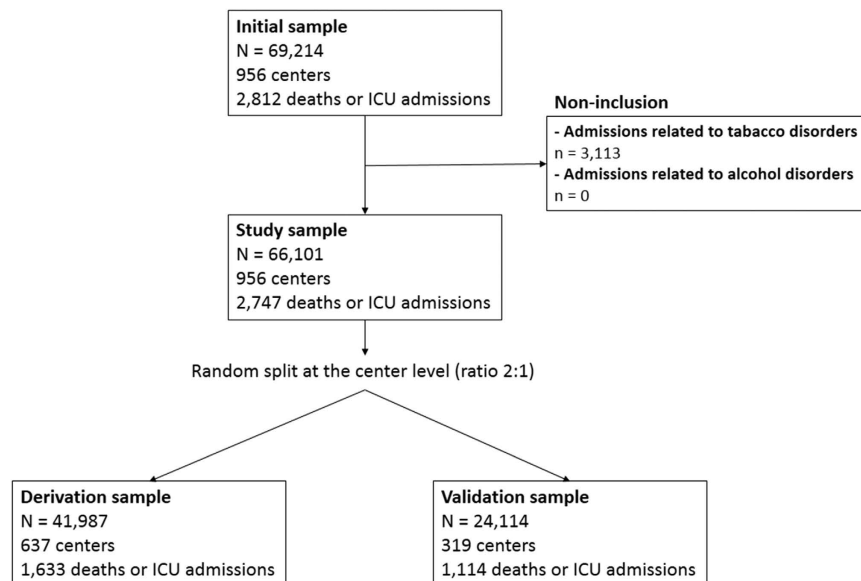 Initial sample
N = 69,214
956 centers
2,812 deaths or ICU admissions
Non-inclusion
- Admissions related to tabacco disorders
n = 3,113
- Admissions related to alcohol disorders
n = 0
Study sample
N = 66,101
956 centers
2,747 deaths or ICU admissions
Random split at the center level (ratio 2:1)
Derivation sample
N = 41,987
637 centers
1,633 deaths or ICU admissions
Validation sample
N = 24,114
319 centers
1,114 deaths or ICU admissions